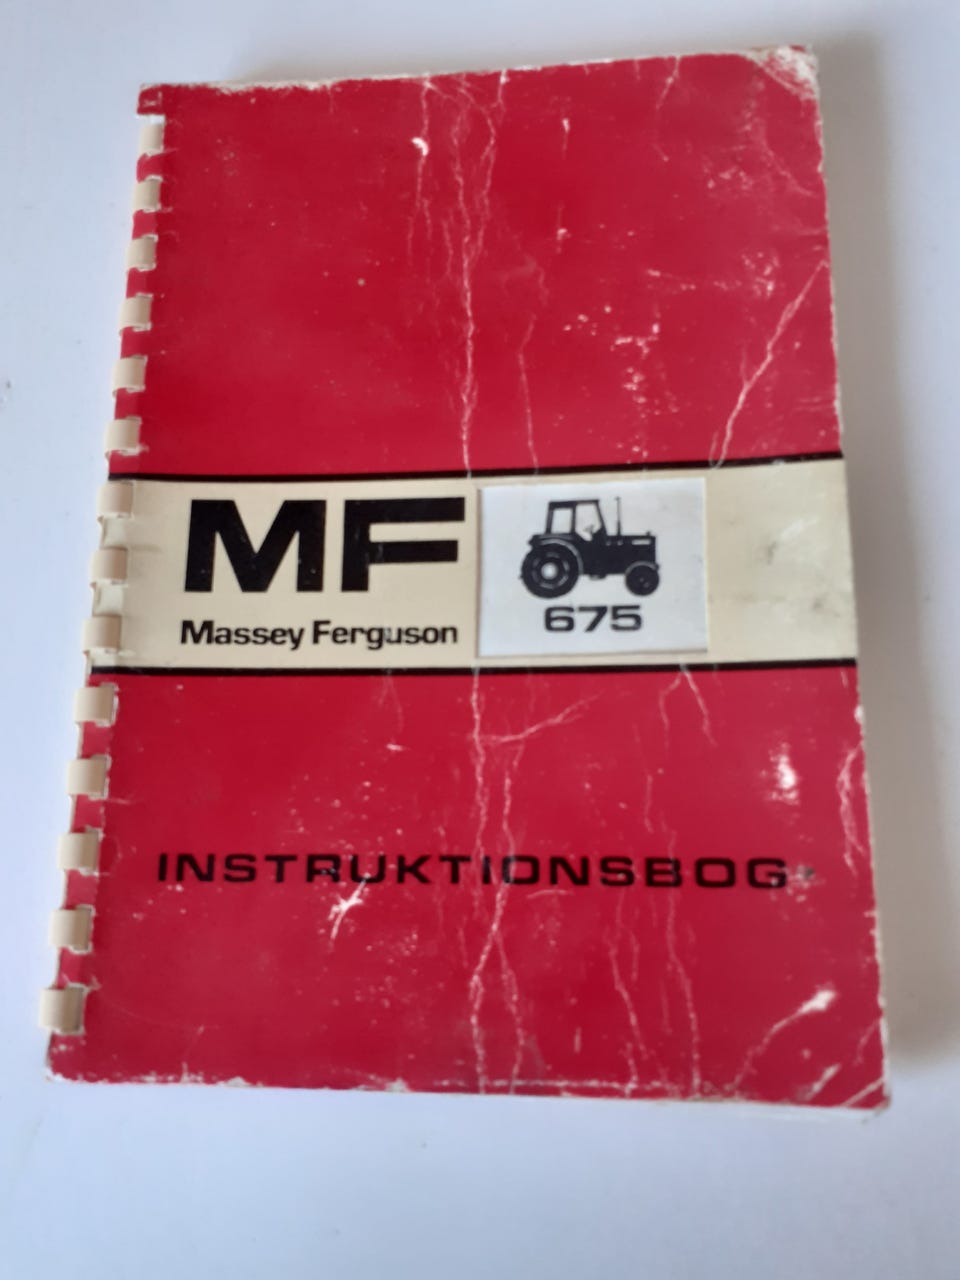 MF
Massey Ferguson
675
INSTRUKTIONSBOG